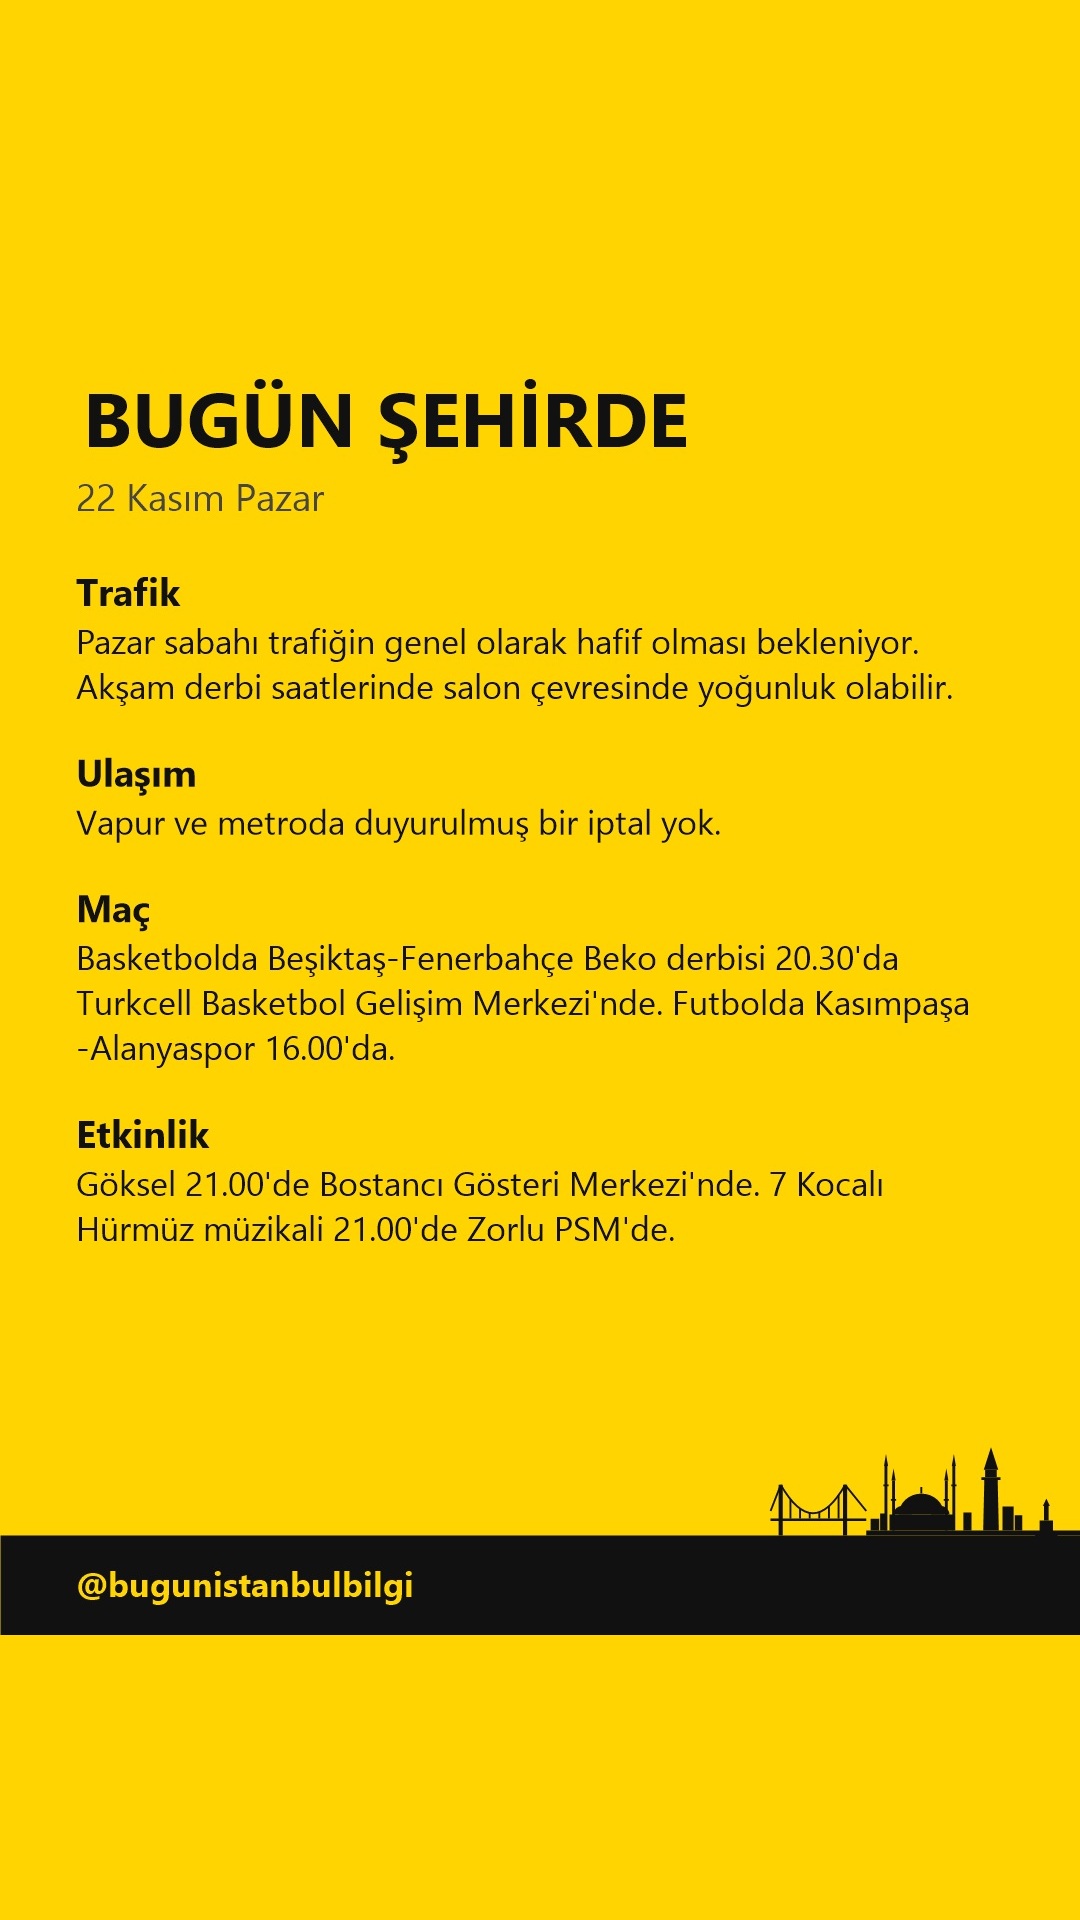 BUGÜN ŞEHİRDE
22 Kasım Pazar
Trafik
Pazar sabahı trafiğin genel olarak hafif olması bekleniyor.
Akşam derbi saatlerinde salon çevresinde yoğunluk olabilir.
Ulaşım
Vapur ve metroda duyurulmuş bir iptal yok.
Maç
Basketbolda Beşiktaş-Fenerbahçe Beko derbisi 20.30'da
Turkcell Basketbol Gelişim Merkezi'nde. Futbolda Kasımpaşa
-Alanyaspor 16.00'da.
Etkinlik
Göksel 21.00'de Bostancı Gösteri Merkezi'nde. 7 Kocalı
Hürmüz müzikali 21.00'de Zorlu PSM'de.
@bugunistanbulbilgi